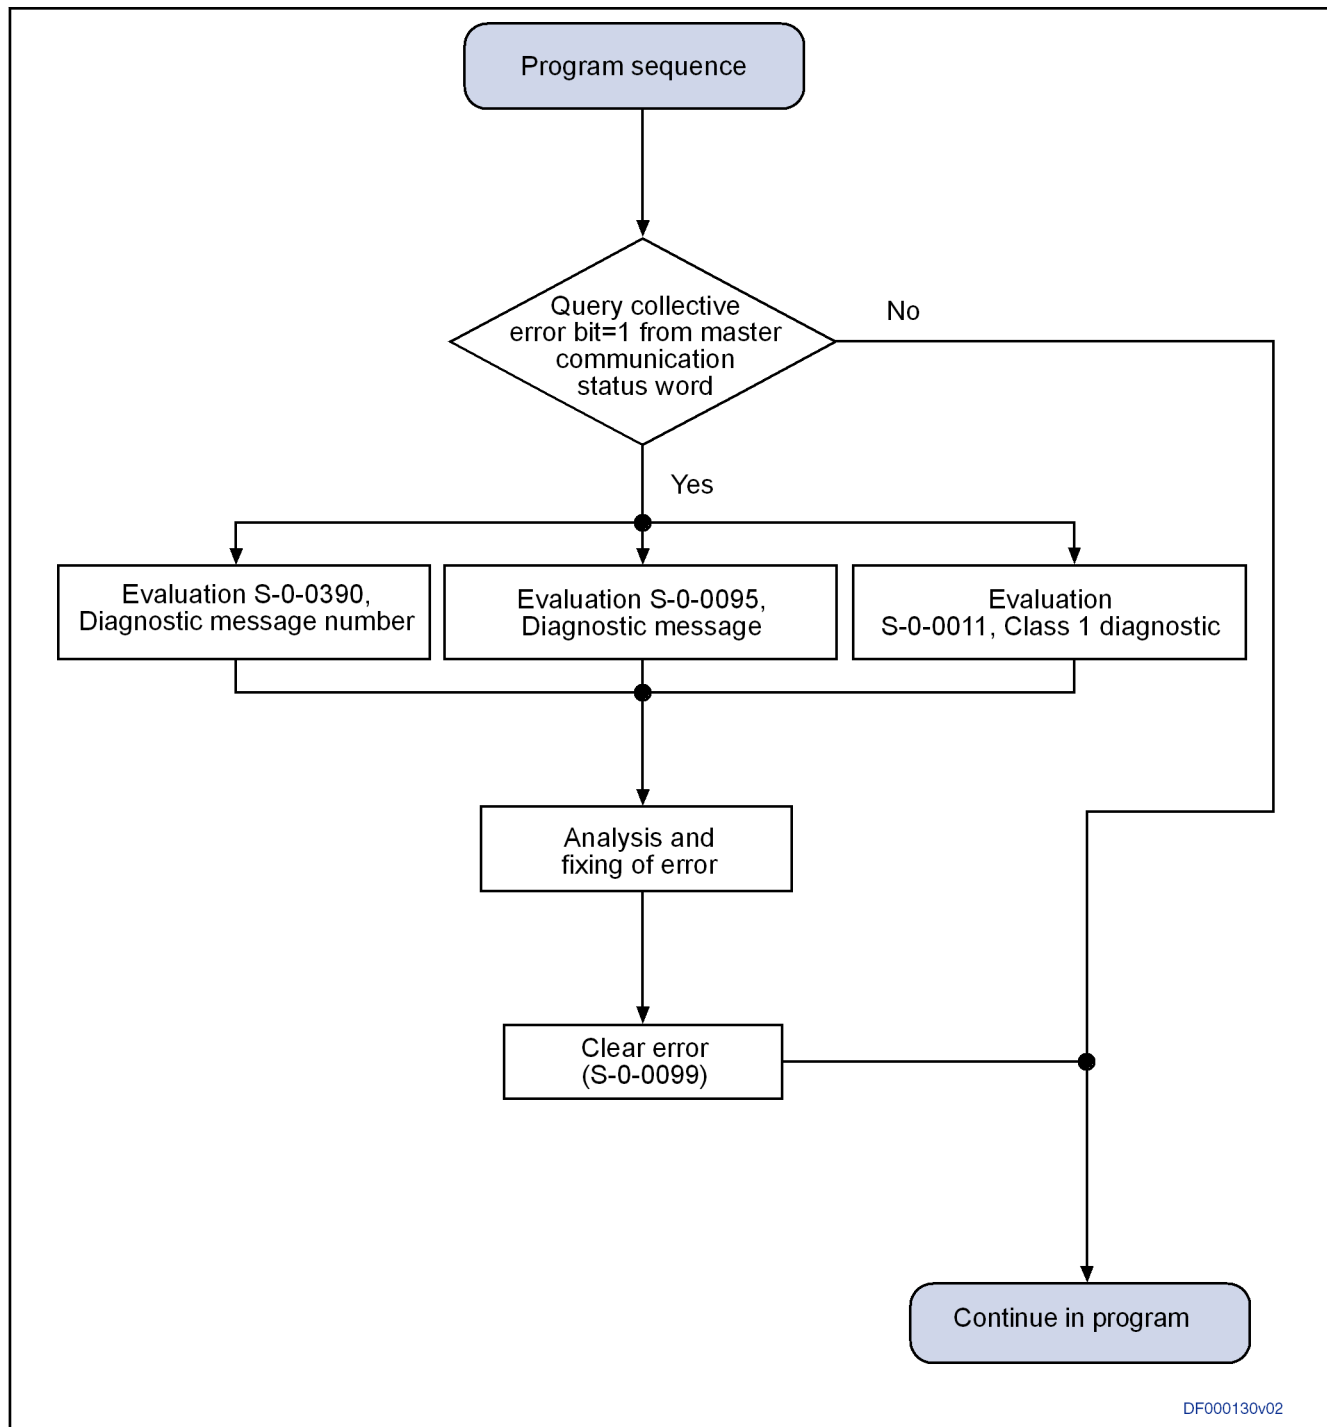 Program sequence
Query collective
error bit=1 from master
communication
status word
No
Yes
Evaluation S-0-0390,
Diagnostic message number
Evaluation S-0-0095,
Diagnostic message
Evaluation
S-0-0011, Class 1 diagnostic
Analysis and
fixing of error
Clear error
(S-0-0099)
Continue in program
DF000130v02